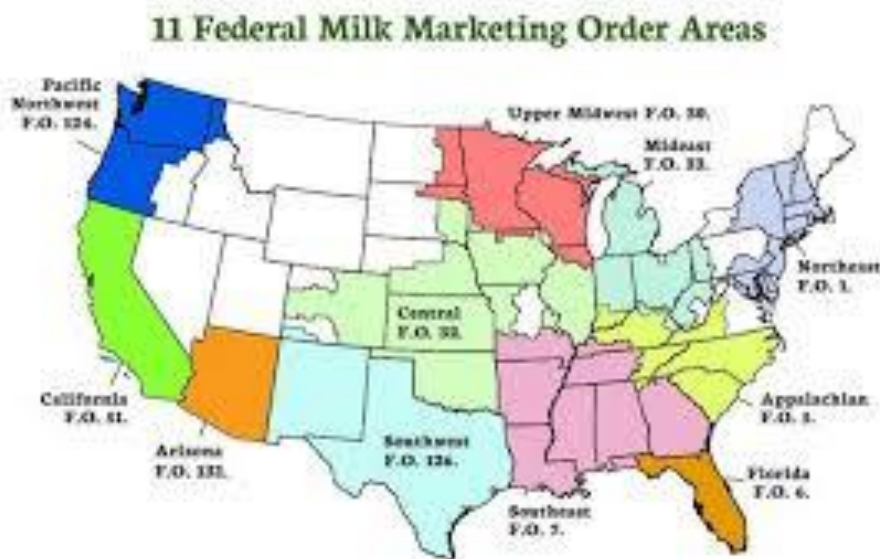 11 Federal Milk Marketing Order Areas
Pacific
Northwest
F.O. 124.
Upper Midwest F.O. 30.
Mideast
F.O. 33.
Northeast
F.O. 1.
Central
F.O. 32.
California
F.O. 51.
Appalachian
F.O. 5.
Arizona
F.O. 131.
Southwest
F.O. 126.
Florida
F.O. 6.
Southeast
F.O. 7.